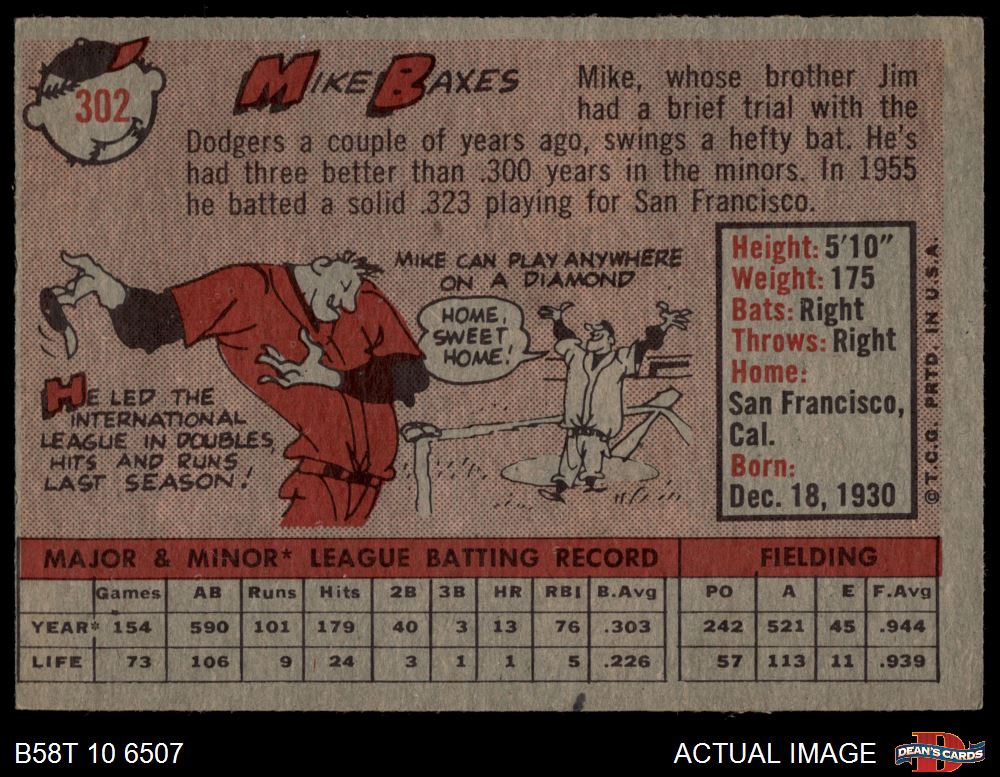 302
MIKE BAXES
Mike, whose brother Jim
had a brief trial with the
Dodgers a couple of years ago, swings a hefty bat. He's
had three better than .300 years in the minors. In 1955
he batted a solid .323 playing for San Francisco.
MIKE CAN PLAY ANYWHERE
ON A DIAMOND
HOME,
SWEET
HOME!
HE LED THE
INTERNATIONAL
LEAGUE IN DOUBLES,
HITS AND RUNS
LAST SEASON!
Height: 5'10"
Weight: 175
Bats: Right
Throws: Right
Home:
San Francisco,
Cal.
Born:
Dec. 18, 1930
© T.C.G. PRTD. IN U.S.A.
MAJOR & MINOR* LEAGUE BATTING RECORD FIELDING
Games AB Runs Hits 2B 3B HR RBI B.Avg PO A E F.Avg
YEAR* 154 590 101 179 40 3 13 76 .303 242 521 45 .944
LIFE 73 106 9 24 3 1 1 5 .226 57 113 11 .939
B58T 10 6507 ACTUAL IMAGE DEAN'S CARDS